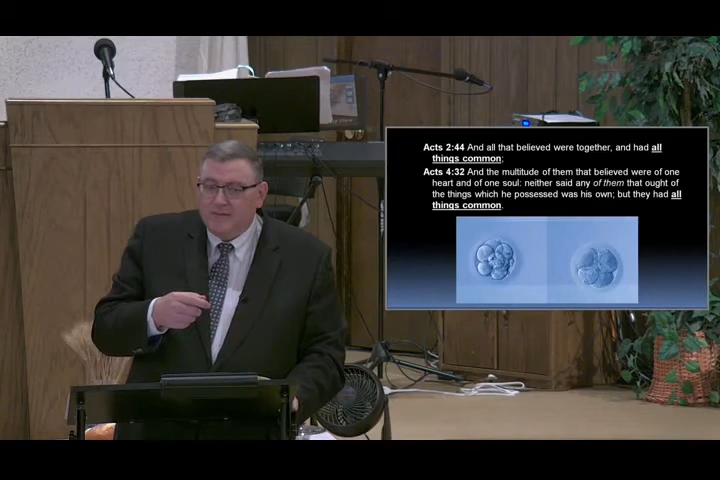 Acts 2:44 And all that believed were together, and had all
things common;
Acts 4:32 And the multitude of them that believed were of one
heart and of one soul: neither said any of them that ought of
the things which he possessed was his own; but they had all
things common.